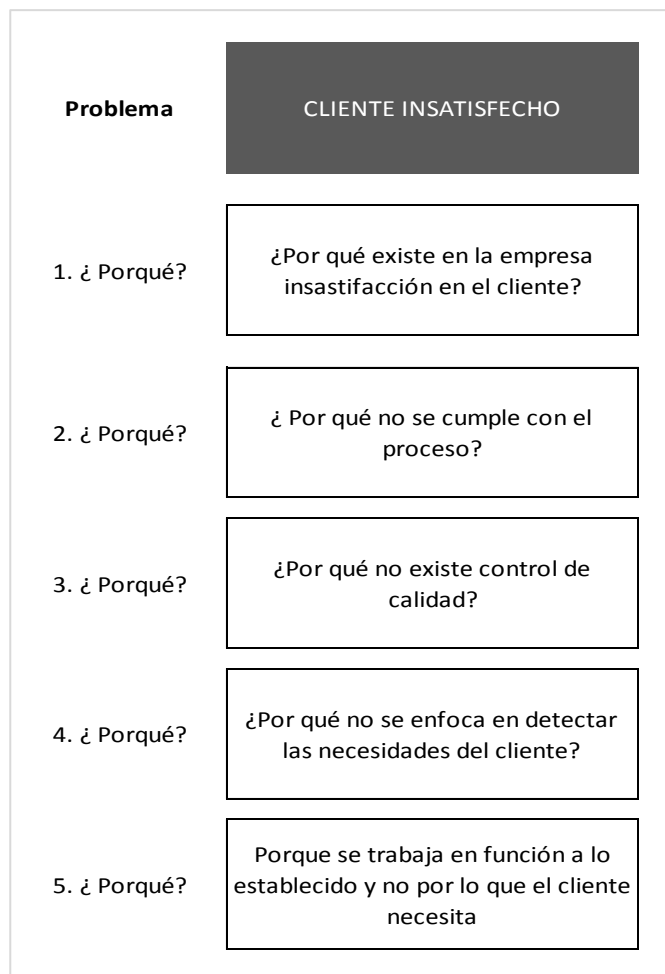 Problema
CLIENTE INSATISFECHO
1. ¿ Porqué?
¿Por qué existe en la empresa
insastifacción en el cliente?
2. ¿ Porqué?
¿ Por qué no se cumple con el
proceso?
3. ¿ Porqué?
¿Por qué no existe control de
calidad?
4. ¿ Porqué?
¿Por qué no se enfoca en detectar
las necesidades del cliente?
5. ¿ Porqué?
Porque se trabaja en función a lo
establecido y no por lo que el cliente
necesita